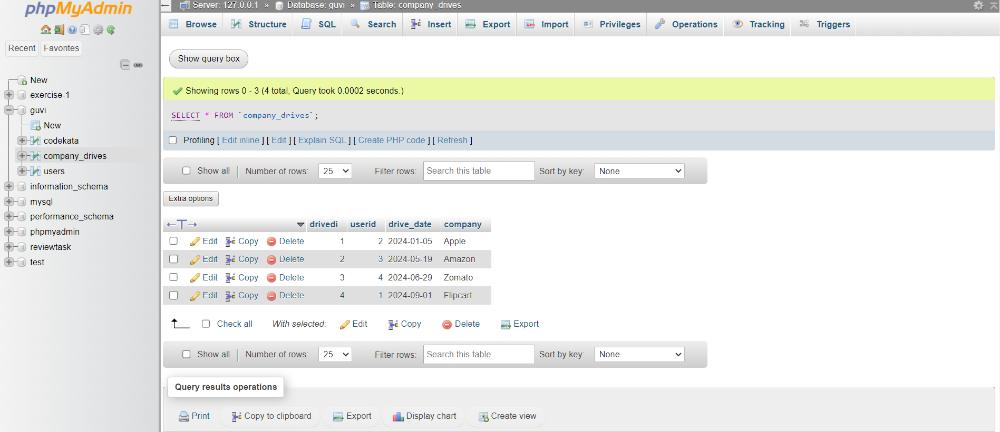 phpMyAdmin
Recent Favorites
New
exercise-1
guvi
New
codekata
company_drives
users
information_schema
mysql
performance_schema
phpmyadmin
reviewtask
test
Server: 127.0.0.1 » Database: guvi » Table: company_drives
Browse Structure SQL Search Insert Export Import Privileges Operations Tracking Triggers
Show query box
Showing rows 0 - 3 (4 total, Query took 0.0002 seconds.)
SELECT * FROM `company_drives`;
Profiling [ Edit inline ] [ Edit ] [ Explain SQL ] [ Create PHP code ] [ Refresh ]
Show all Number of rows: 25 Filter rows: Search this table Sort by key: None
Extra options
drivedi userid drive_date company
Edit Copy Delete 1 2 2024-01-05 Apple
Edit Copy Delete 2 3 2024-05-19 Amazon
Edit Copy Delete 3 4 2024-06-29 Zomato
Edit Copy Delete 4 1 2024-09-01 Flipcart
Check all With selected: Edit Copy Delete Export
Show all Number of rows: 25 Filter rows: Search this table Sort by key: None
Query results operations
Print Copy to clipboard Export Display chart Create view